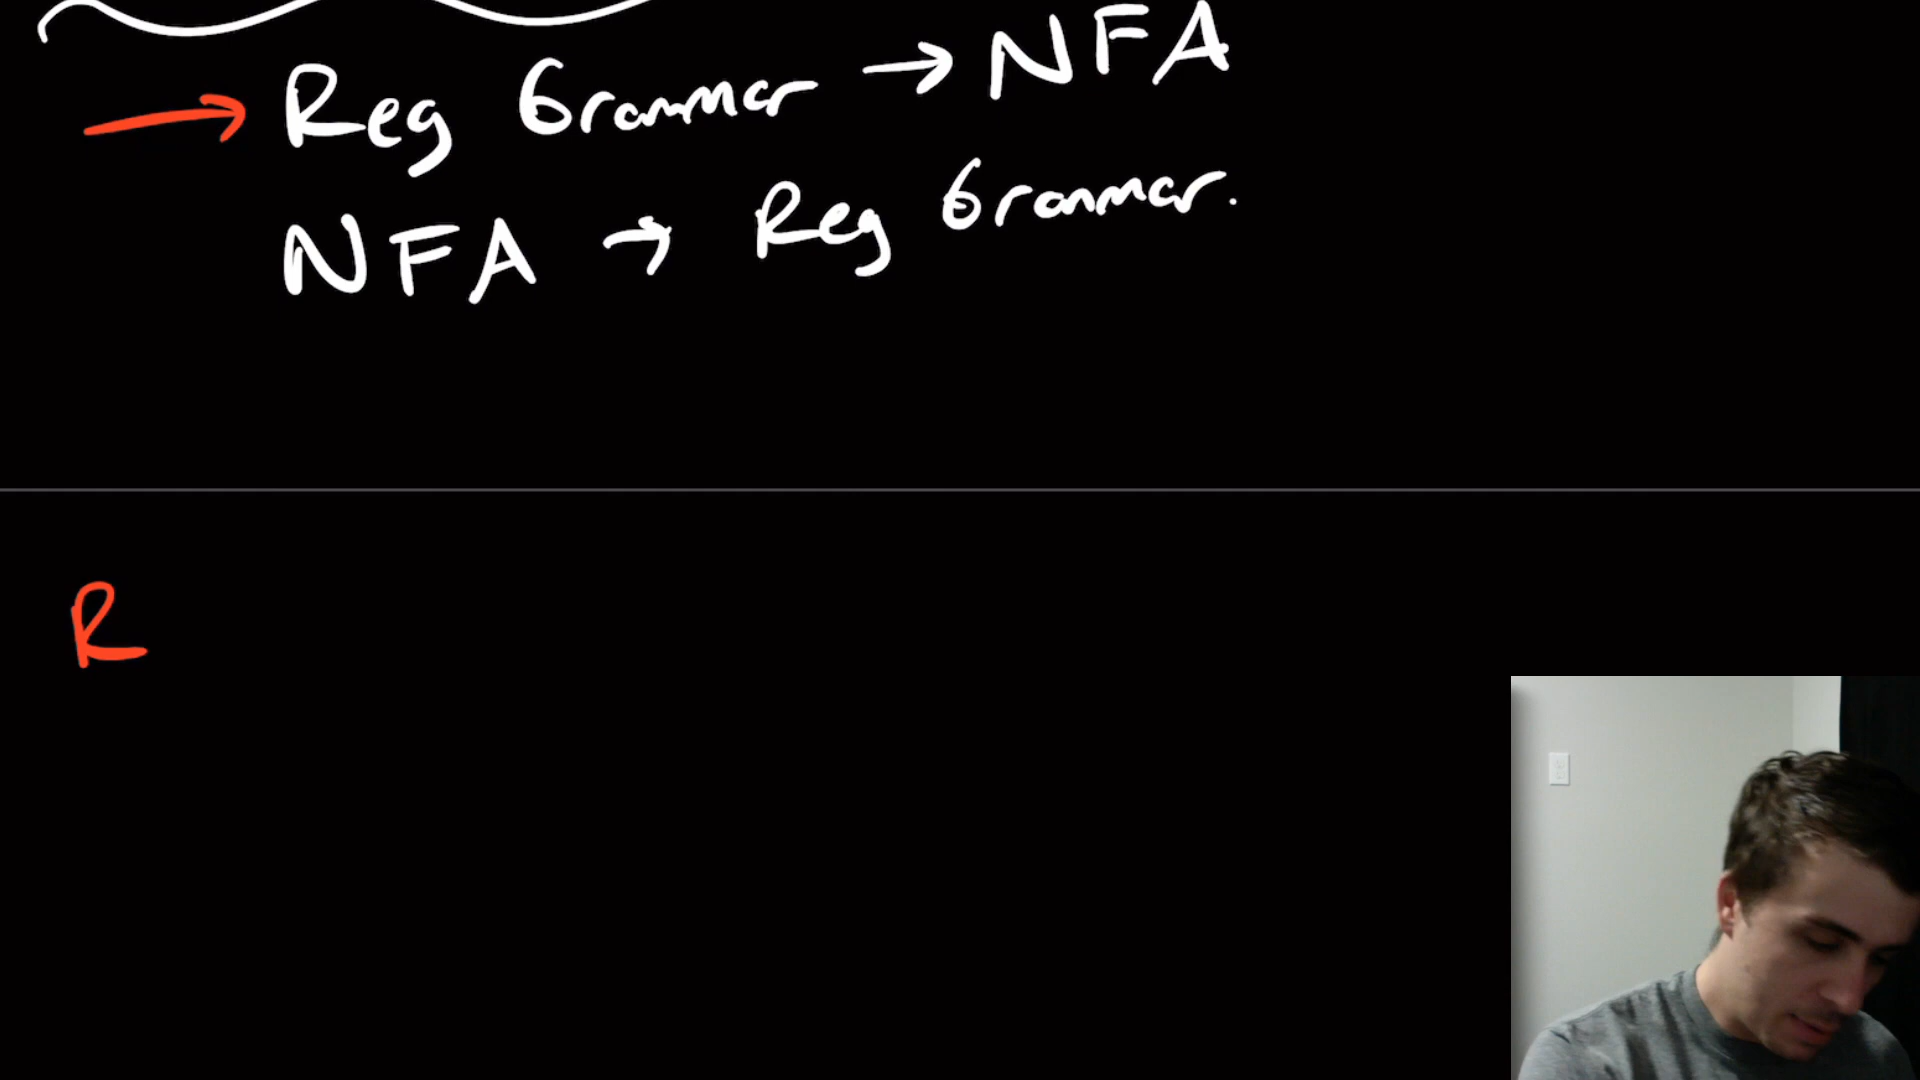 → Reg Grammar → NFA
NFA → Reg Grammar.
R